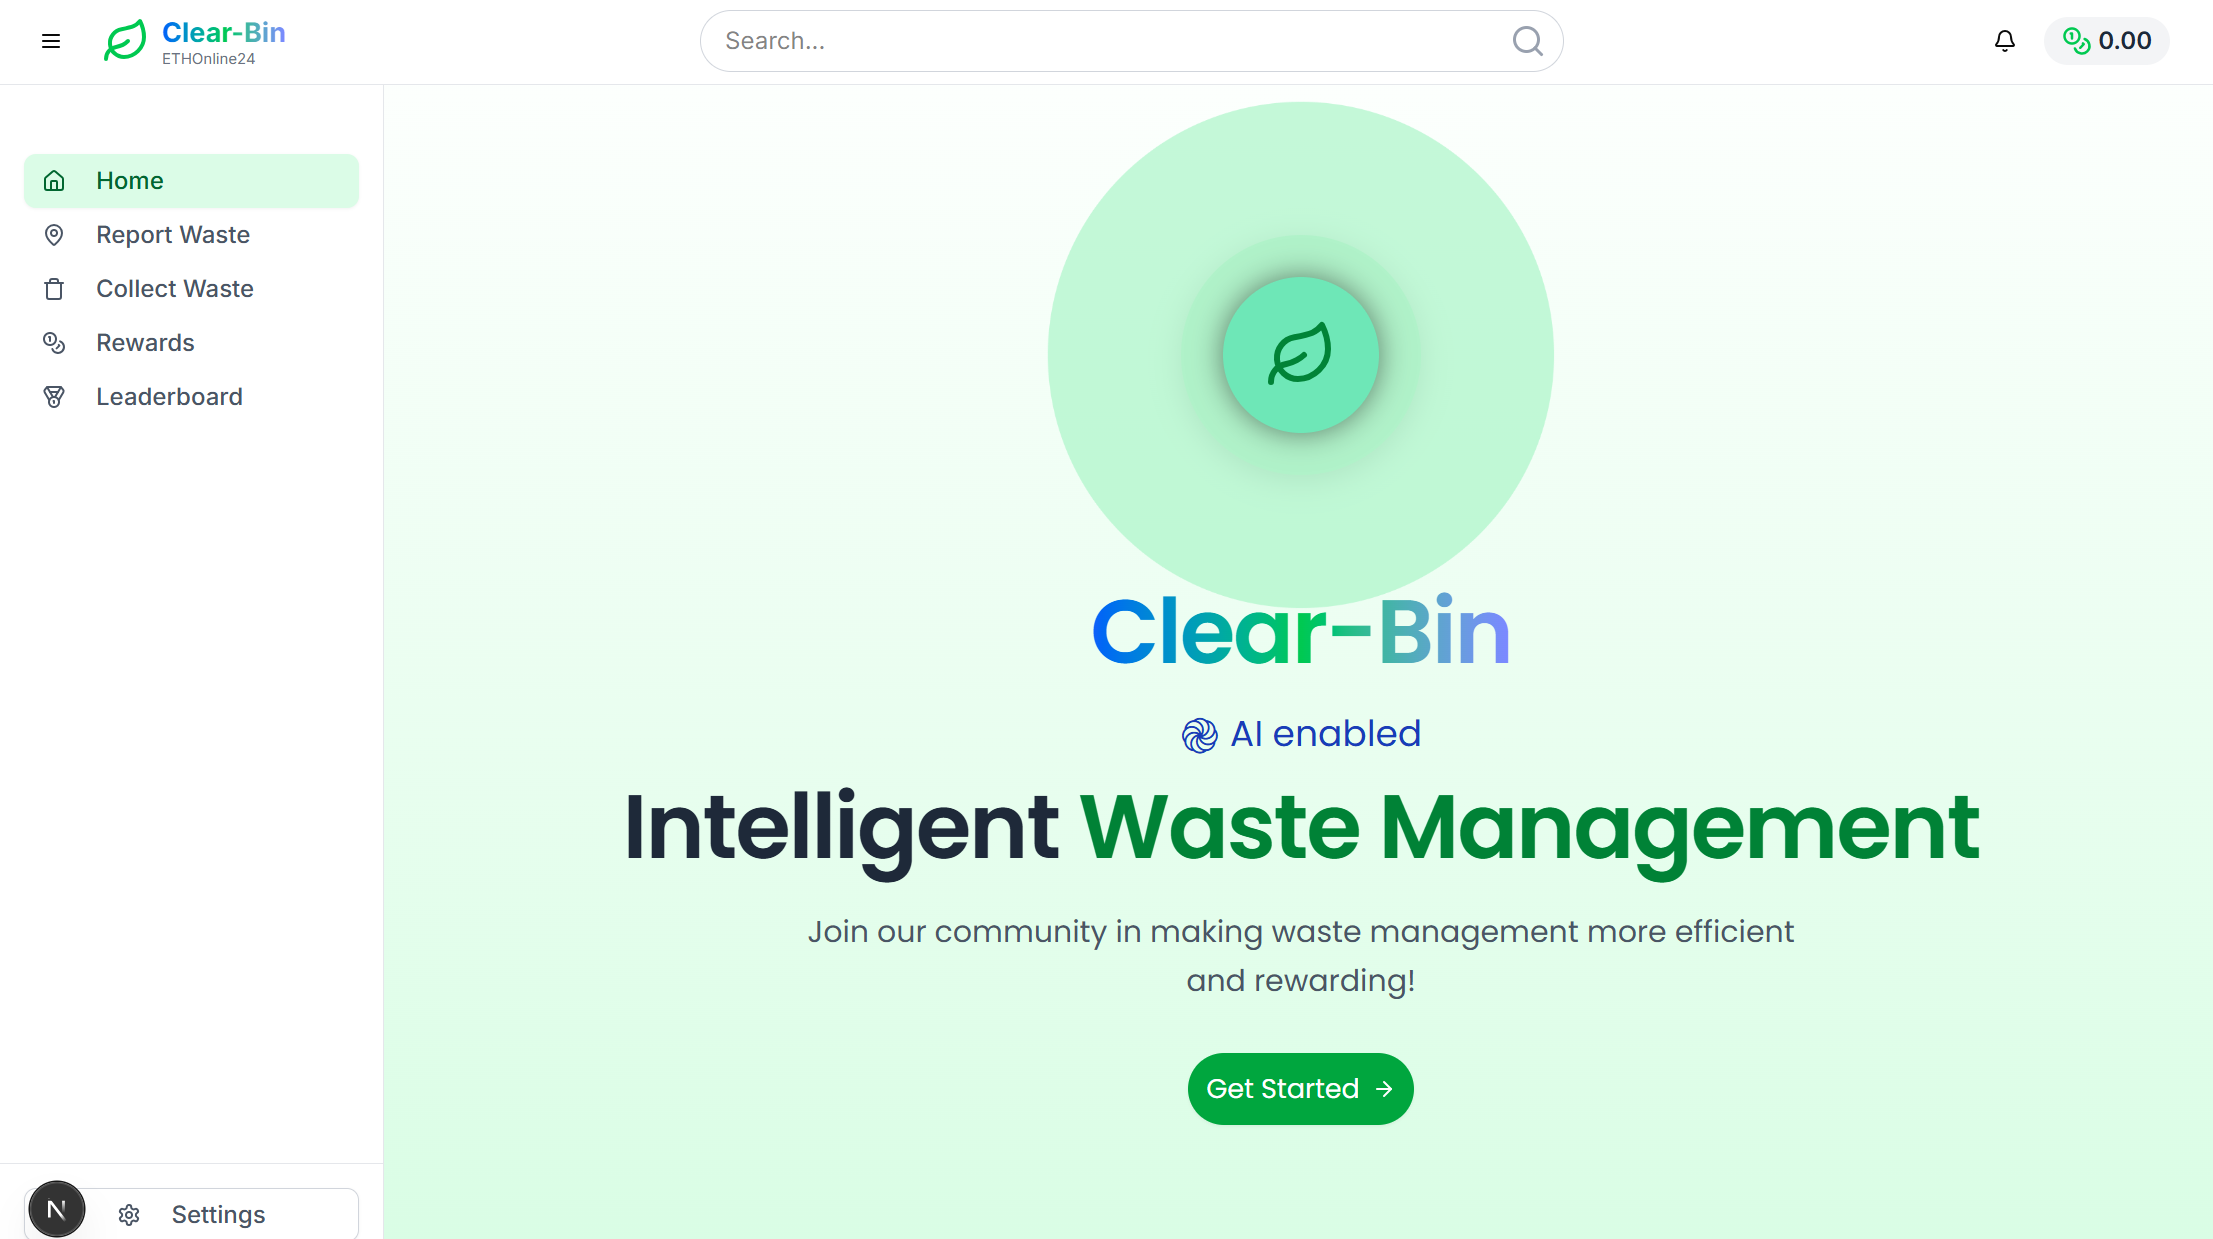 Clear-Bin
ETHOnline24
Search...
0.00
Home
Report Waste
Collect Waste
Rewards
Leaderboard
Clear-Bin
AI enabled
Intelligent Waste Management
Join our community in making waste management more efficient
and rewarding!
Get Started
N
Settings